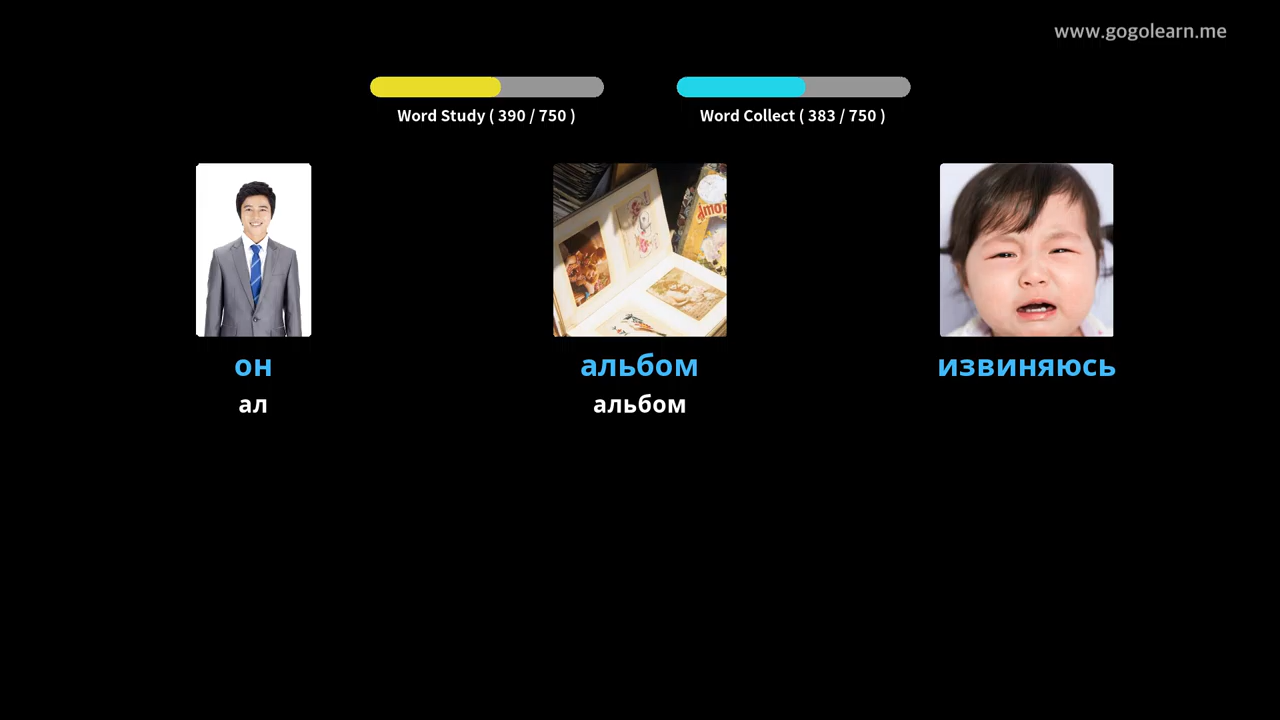 www.gogolearn.me
Word Study ( 390 / 750 )
Word Collect ( 383 / 750 )
он
альбом
извиняюсь
ал
альбом